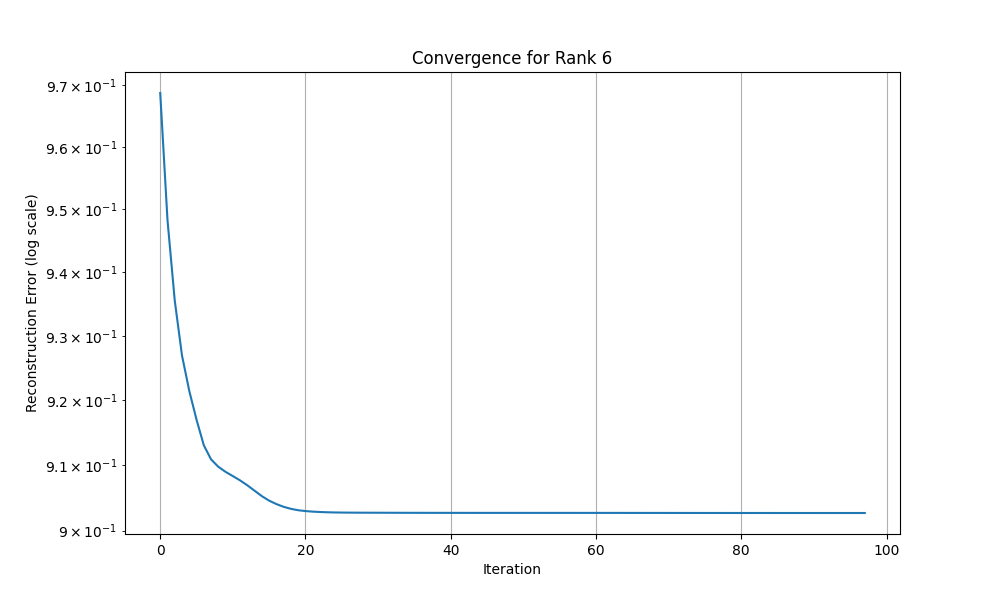 Convergence for Rank 6
Reconstruction Error (log scale)
9.7 × 10⁻¹
9.6 × 10⁻¹
9.5 × 10⁻¹
9.4 × 10⁻¹
9.3 × 10⁻¹
9.2 × 10⁻¹
9.1 × 10⁻¹
9 × 10⁻¹
0 20 40 60 80 100
Iteration